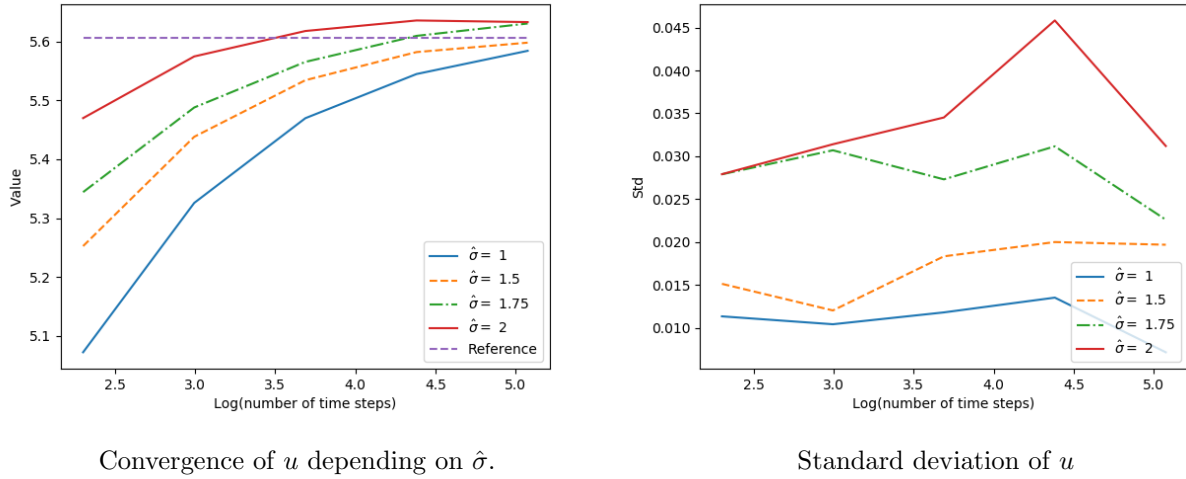 5.6
5.5
5.4
5.3
5.2
5.1
Value
2.5 3.0 3.5 4.0 4.5 5.0
Log(number of time steps)
σ̂ = 1
σ̂ = 1.5
σ̂ = 1.75
σ̂ = 2
Reference
Convergence of u depending on σ̂.
0.045
0.040
0.035
0.030
0.025
0.020
0.015
0.010
Std
2.5 3.0 3.5 4.0 4.5 5.0
Log(number of time steps)
σ̂ = 1
σ̂ = 1.5
σ̂ = 1.75
σ̂ = 2
Standard deviation of u